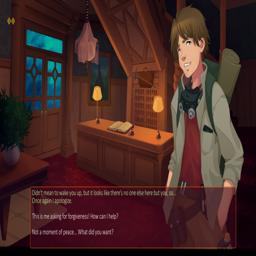 Didn't mean to wake you up, but it looks like there's no one else here but you, so...
Once again I apologize.
This is me asking for forgiveness! How can I help?
Not a moment of peace... What did you want?